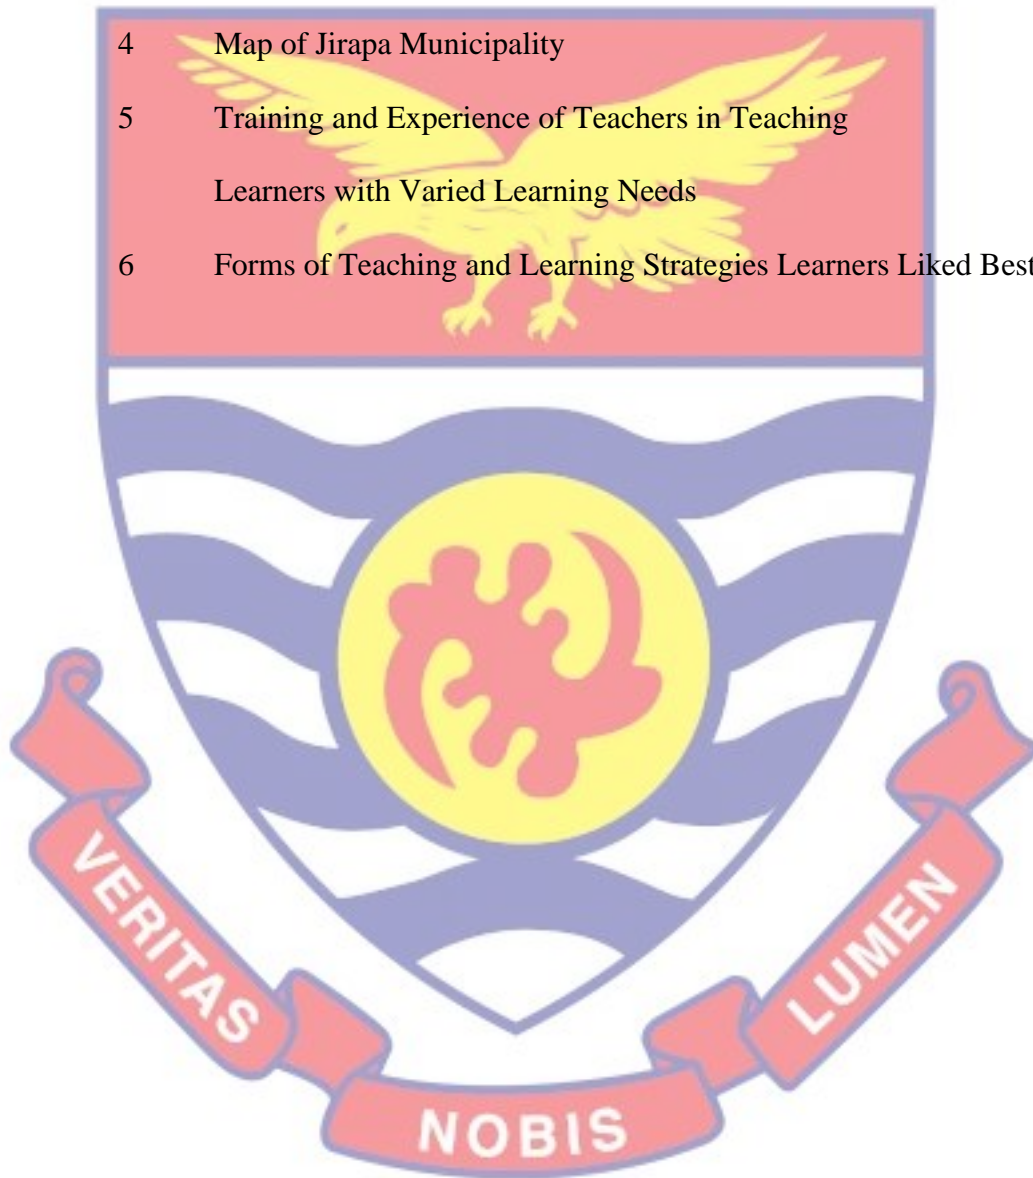 4 Map of Jirapa Municipality
5 Training and Experience of Teachers in Teaching
Learners with Varied Learning Needs
6 Forms of Teaching and Learning Strategies Learners Liked Best
VERITAS
NOBIS
LUMEN